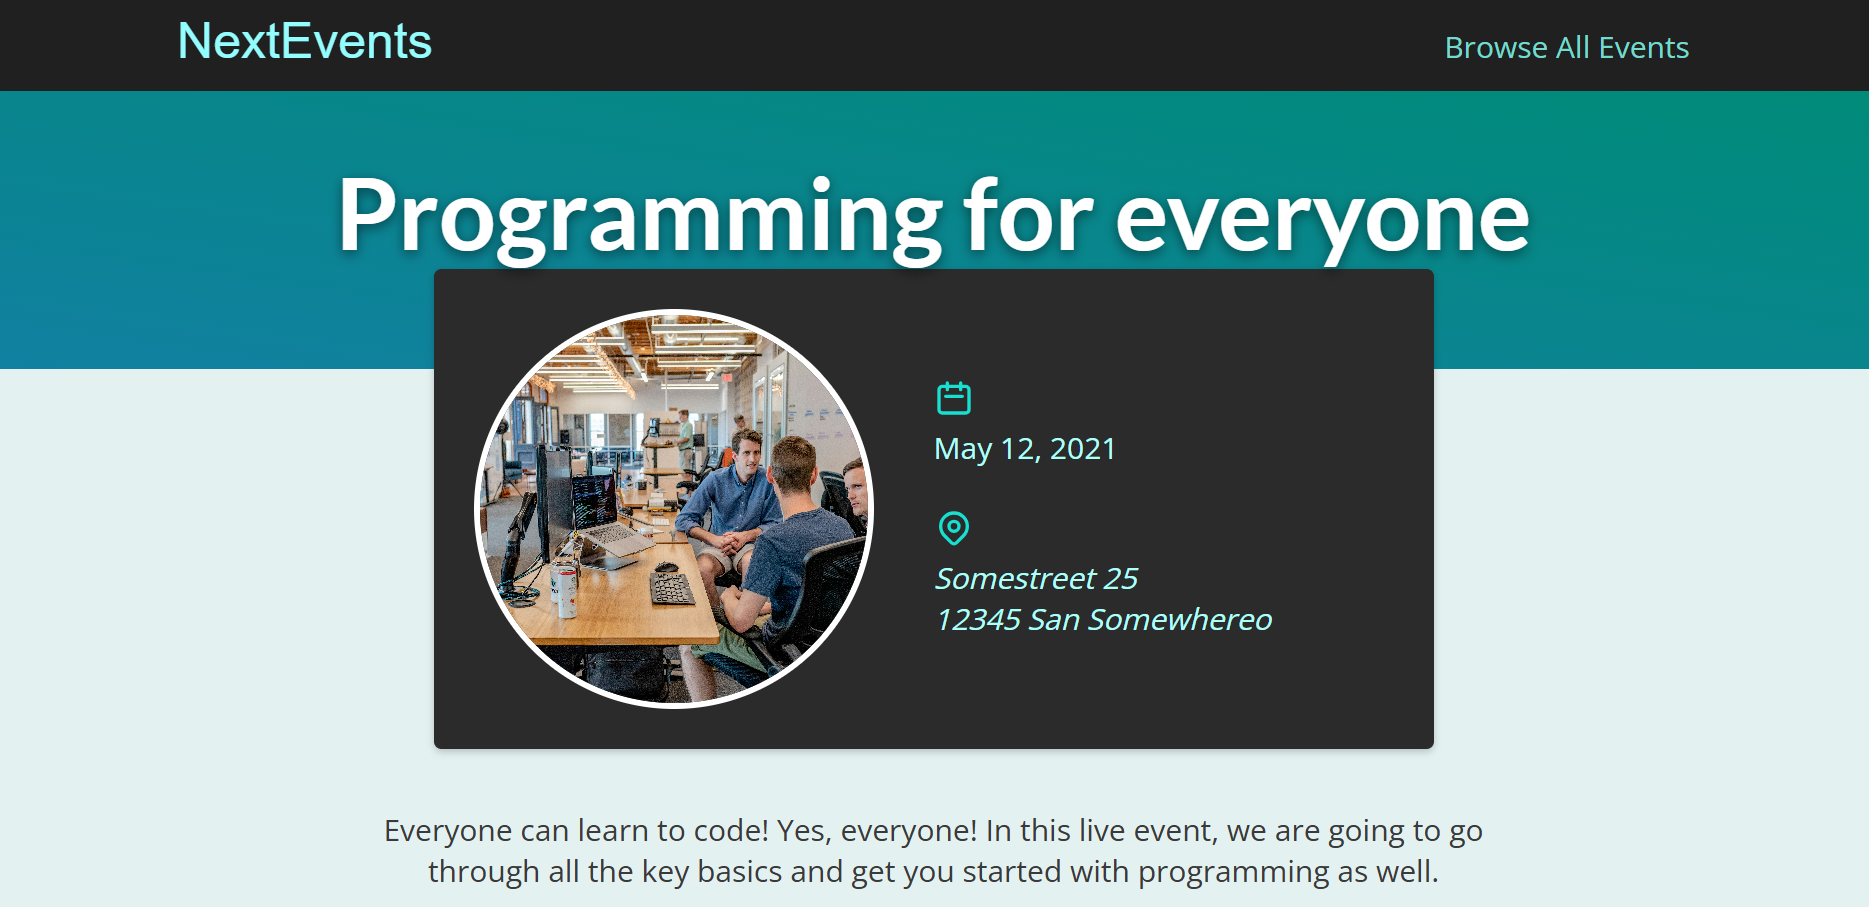 NextEvents
Browse All Events
Programming for everyone
May 12, 2021
Somestreet 25
12345 San Somewhereo
Everyone can learn to code! Yes, everyone! In this live event, we are going to go
through all the key basics and get you started with programming as well.